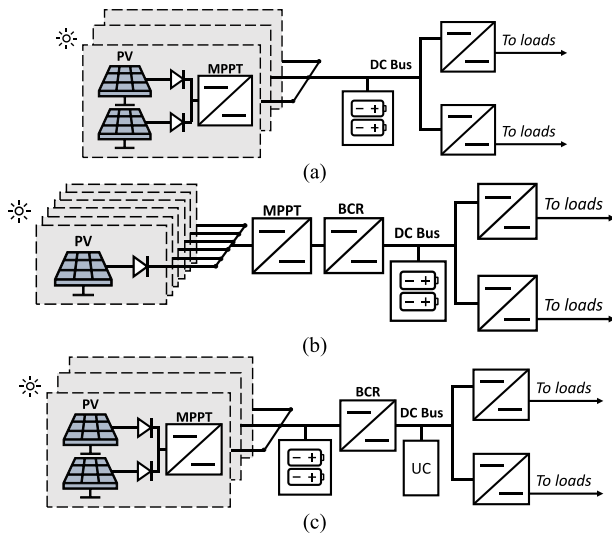 PV
MPPT
DC Bus
To loads
To loads
(a)
PV
MPPT
BCR
DC Bus
To loads
To loads
(b)
PV
MPPT
BCR
DC Bus
UC
To loads
To loads
(c)